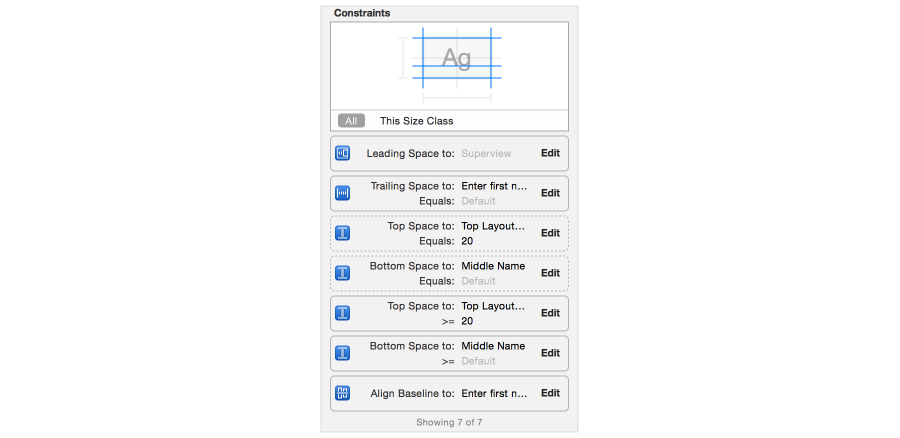 Constraints
Ag
All This Size Class
Leading Space to: Superview Edit
Trailing Space to: Enter first n...
Equals: Default
Edit
Top Space to: Top Layout...
Equals: 20
Edit
Bottom Space to: Middle Name
Equals: Default
Edit
Top Space to: Top Layout...
>= 20
Edit
Bottom Space to: Middle Name
>= Default
Edit
Align Baseline to: Enter first n... Edit
Showing 7 of 7